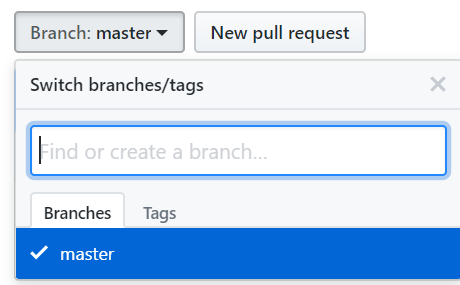 Branch: master New pull request
Switch branches/tags
Find or create a branch...
Branches Tags
master